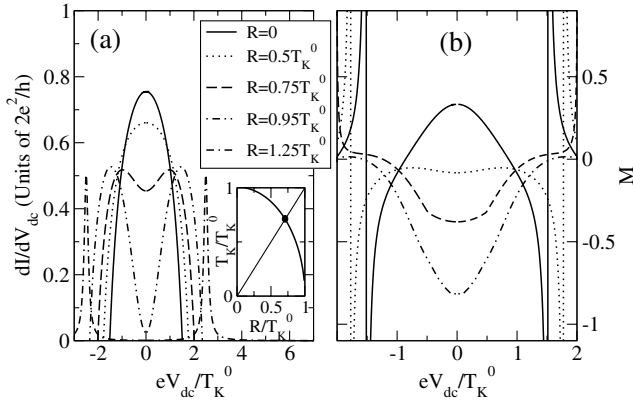 (a)
(b)
R=0
R=0.5T_K^0
R=0.75T_K^0
R=0.95T_K^0
R=1.25T_K^0
dI/dV_dc (Units of 2e^2/h)
1
0.8
0.6
0.4
0.2
0
-2 0 2 4 6
eV_dc/T_K^0
T_K/T_K^0
1
0
0 0.5 1
R/T_K^0
M
0.5
0
-0.5
-1
-1 0 1 2
eV_dc/T_K^0